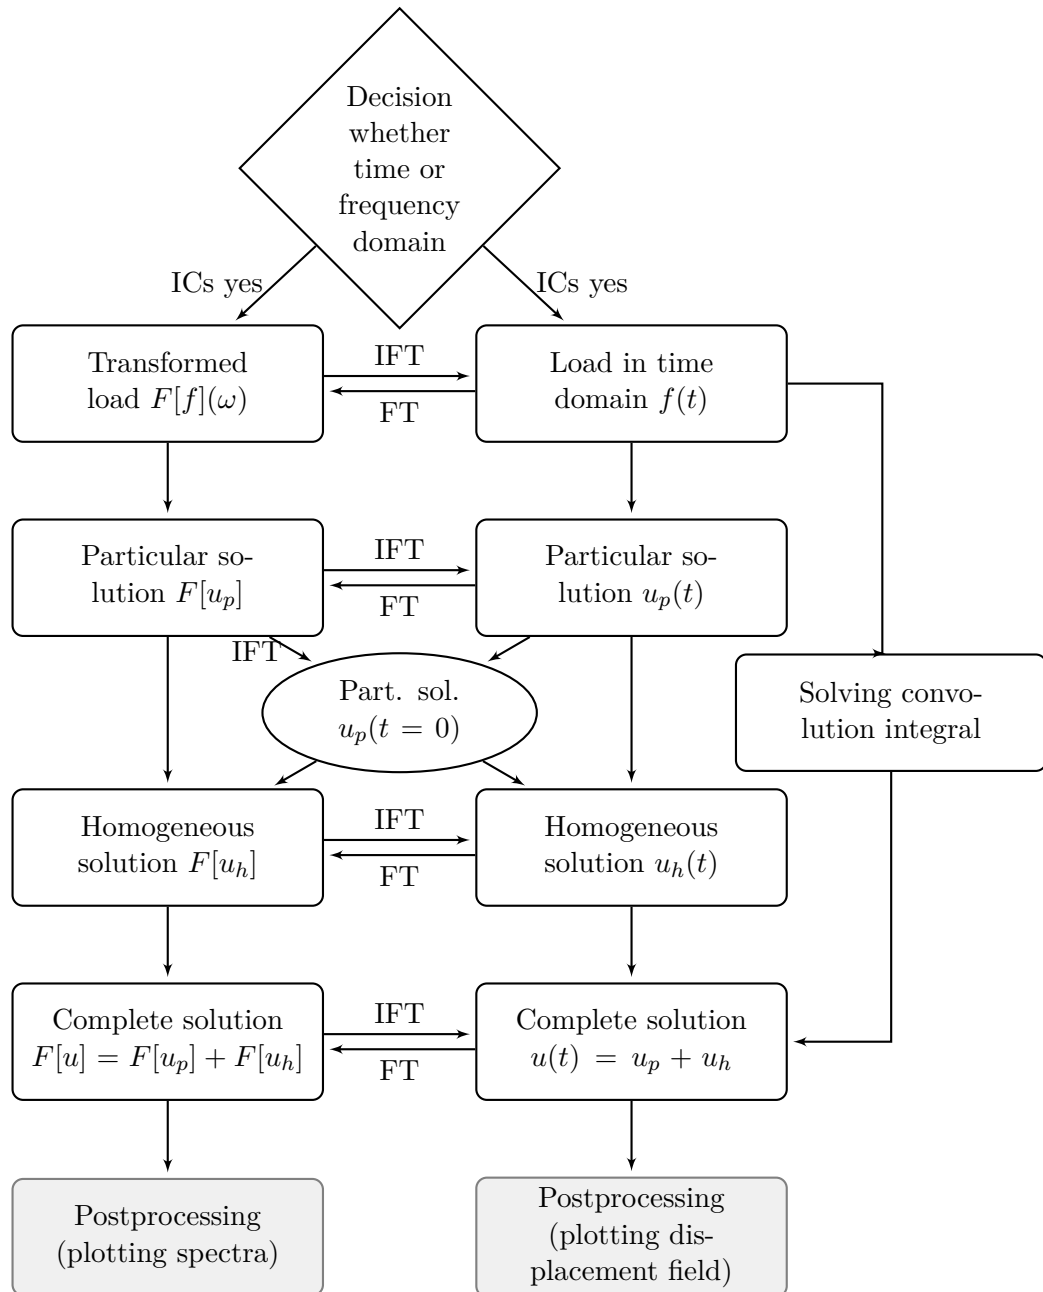 Decision
whether
time or
frequency
domain
ICs yes
ICs yes
Transformed
load F[f](ω)
IFT
FT
Load in time
domain f(t)
Particular so-
lution F[u_p]
IFT
FT
Particular so-
lution u_p(t)
IFT
Part. sol.
u_p(t = 0)
Solving convo-
lution integral
Homogeneous
solution F[u_h]
IFT
FT
Homogeneous
solution u_h(t)
Complete solution
F[u] = F[u_p] + F[u_h]
IFT
FT
Complete solution
u(t) = u_p + u_h
Postprocessing
(plotting spectra)
Postprocessing
(plotting dis-
placement field)